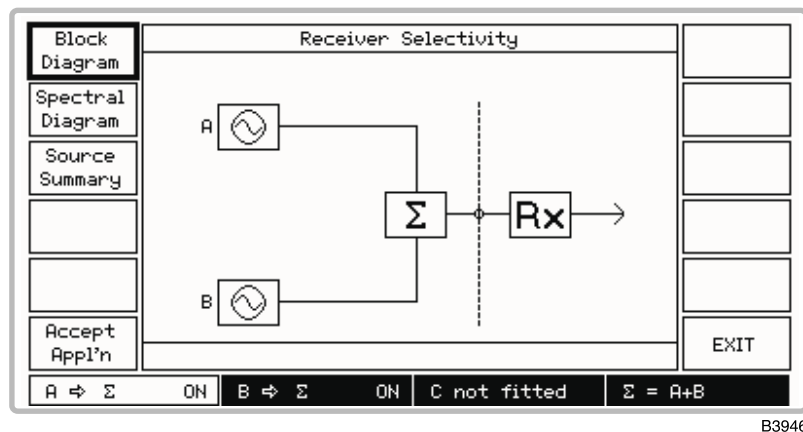 Block
Diagram
Receiver Selectivity
Spectral
Diagram
Source
Summary
A
Σ
Rx
B
Accept
Appl'n
EXIT
A ⇨ Σ ON
B ⇨ Σ ON
C not fitted
Σ = A+B
B3946